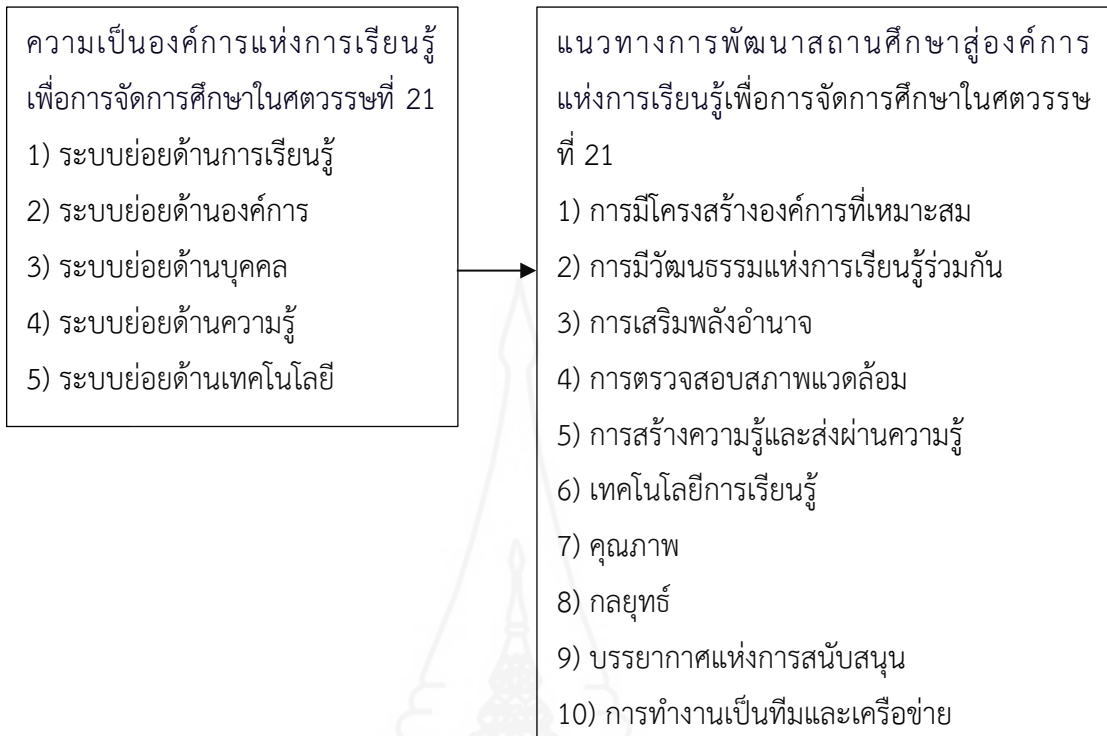 ความเป็นองค์การแห่งการเรียนรู้
เพื่อการจัดการศึกษาในศตวรรษที่ 21
1) ระบบย่อยด้านการเรียนรู้
2) ระบบย่อยด้านองค์การ
3) ระบบย่อยด้านบุคคล
4) ระบบย่อยด้านความรู้
5) ระบบย่อยด้านเทคโนโลยี
แนวทางการพัฒนาสถานศึกษาสู่องค์การ
แห่งการเรียนรู้เพื่อการจัดการศึกษาในศตวรรษ
ที่ 21
1) การมีโครงสร้างองค์การที่เหมาะสม
2) การมีวัฒนธรรมแห่งการเรียนรู้ร่วมกัน
3) การเสริมพลังอำนาจ
4) การตรวจสอบสภาพแวดล้อม
5) การสร้างความรู้และส่งผ่านความรู้
6) เทคโนโลยีการเรียนรู้
7) คุณภาพ
8) กลยุทธ์
9) บรรยากาศแห่งการสนับสนุน
10) การทำงานเป็นทีมและเครือข่าย